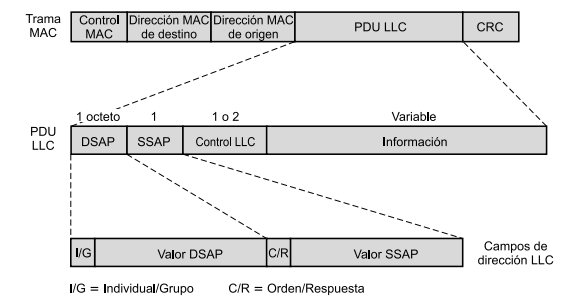 Trama MAC
Control MAC
Dirección MAC de destino
Dirección MAC de origen
PDU LLC
CRC
1 octeto
1
1 o 2
Variable
PDU LLC
DSAP
SSAP
Control LLC
Información
I/G
Valor DSAP
C/R
Valor SSAP
Campos de dirección LLC
I/G = Individual/Grupo
C/R = Orden/Respuesta